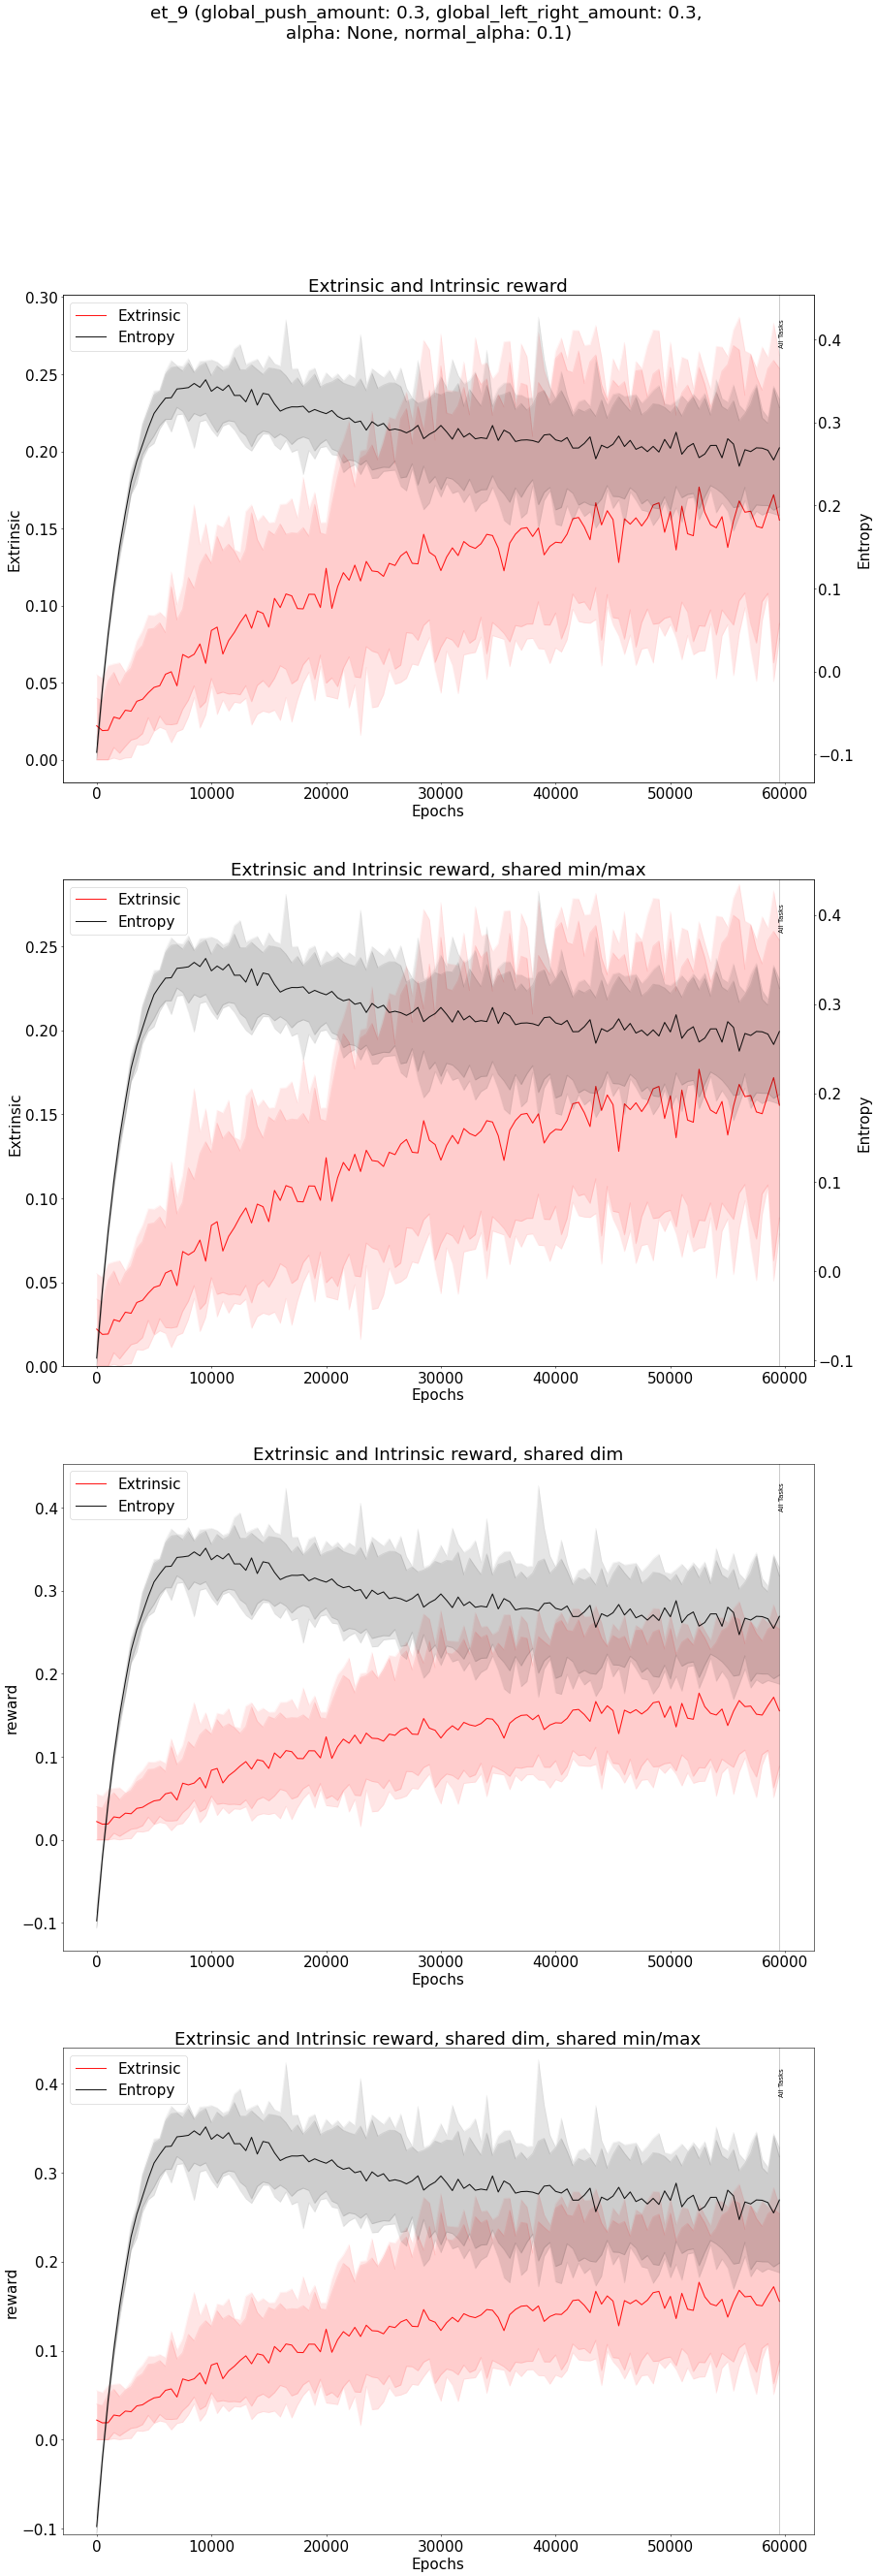 et_9 (global_push_amount: 0.3, global_left_right_amount: 0.3,
alpha: None, normal_alpha: 0.1)
Extrinsic and Intrinsic reward
Extrinsic
Entropy
All Tasks
0.30
0.25
0.20
0.15
0.10
0.05
0.00
Extrinsic
0.4
0.3
0.2
0.1
0.0
−0.1
Entropy
0 10000 20000 30000 40000 50000 60000
Epochs
Extrinsic and Intrinsic reward, shared min/max
Extrinsic
Entropy
All Tasks
0.25
0.20
0.15
0.10
0.05
0.00
Extrinsic
0.4
0.3
0.2
0.1
0.0
−0.1
Entropy
0 10000 20000 30000 40000 50000 60000
Epochs
Extrinsic and Intrinsic reward, shared dim
Extrinsic
Entropy
All Tasks
0.4
0.3
0.2
0.1
0.0
−0.1
reward
0 10000 20000 30000 40000 50000 60000
Epochs
Extrinsic and Intrinsic reward, shared dim, shared min/max
Extrinsic
Entropy
All Tasks
0.4
0.3
0.2
0.1
0.0
−0.1
reward
0 10000 20000 30000 40000 50000 60000
Epochs